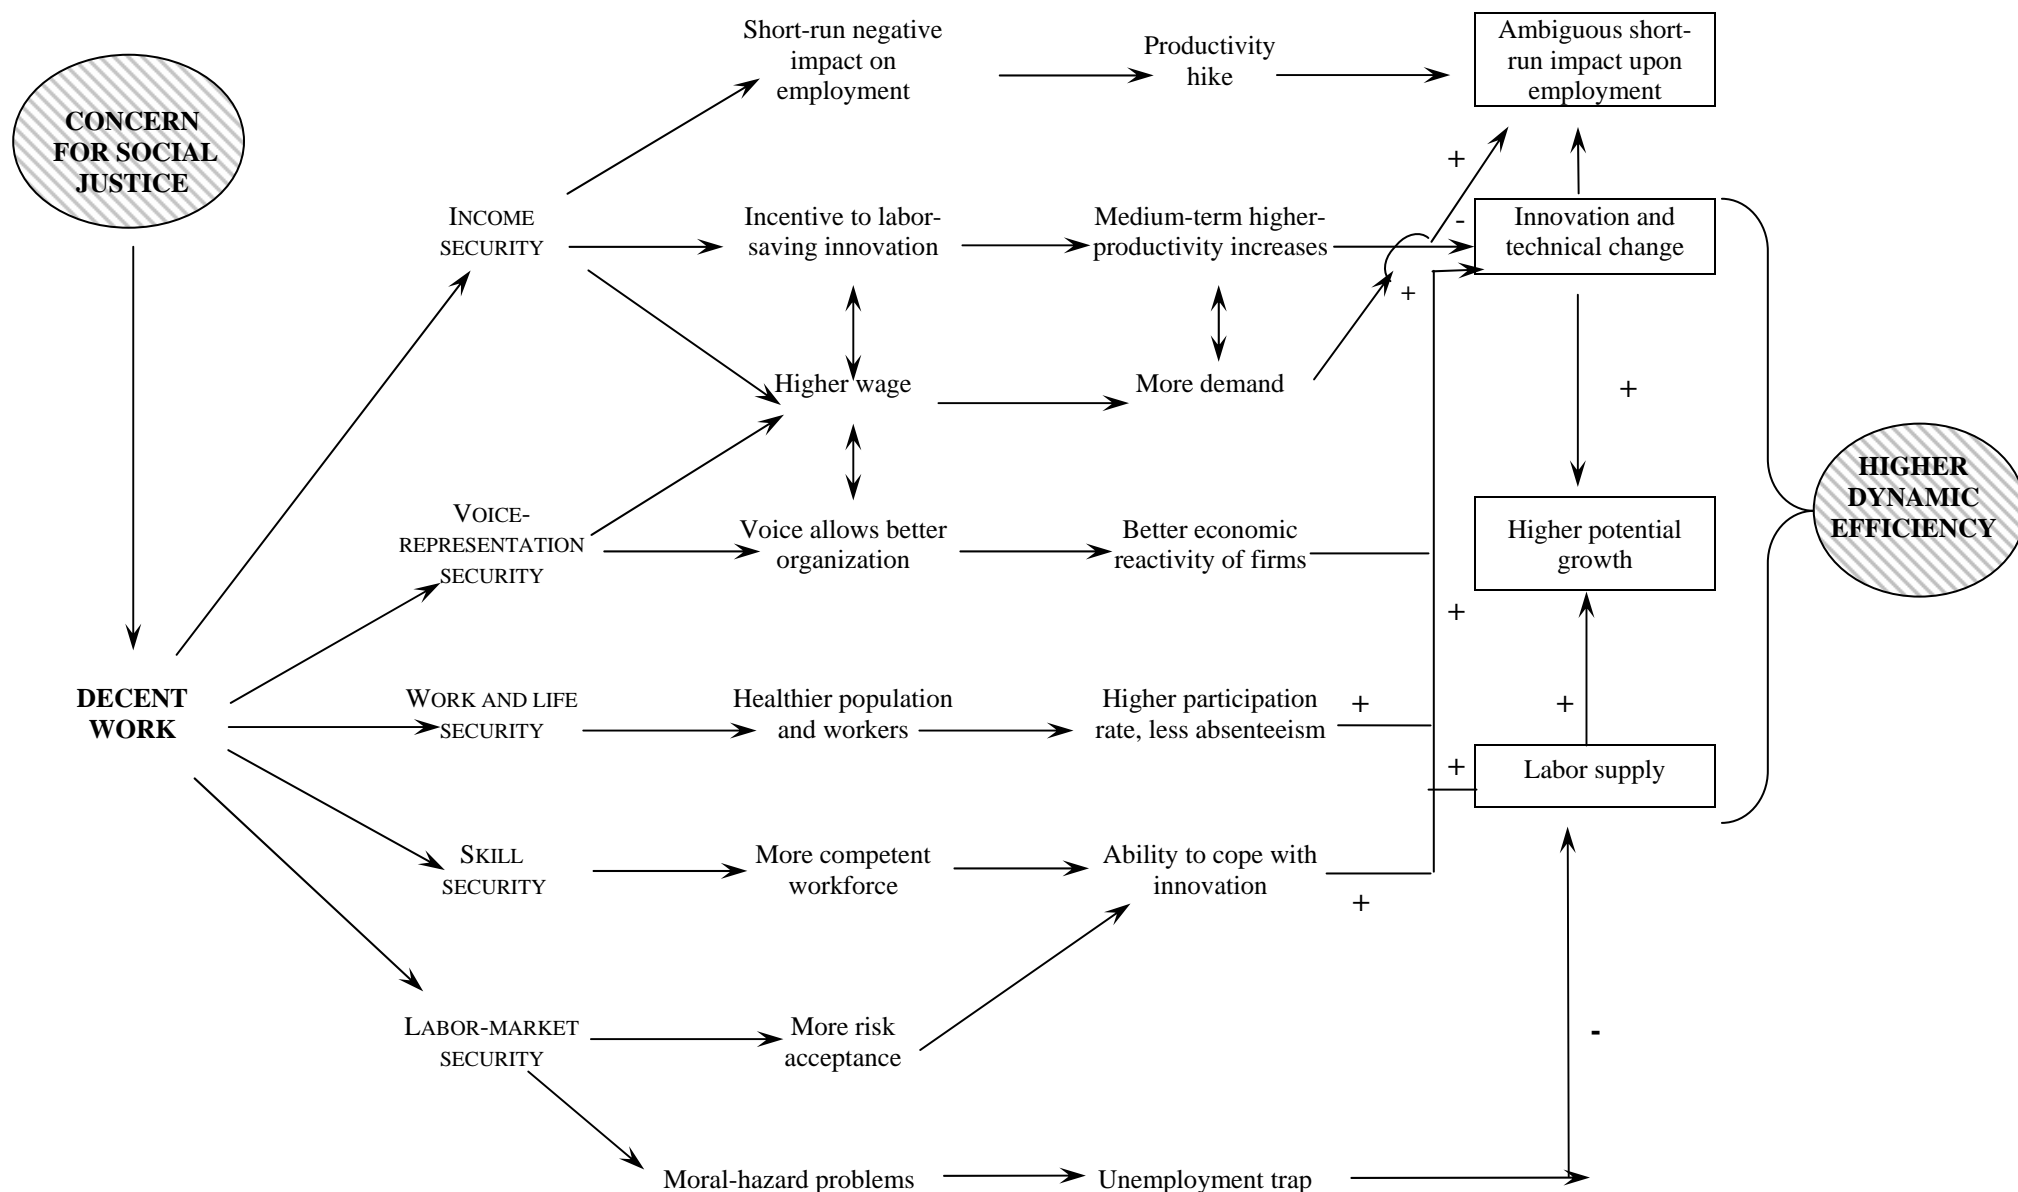 CONCERN
FOR SOCIAL
JUSTICE
DECENT
WORK
INCOME
SECURITY
VOICE-
REPRESENTATION
SECURITY
WORK AND LIFE
SECURITY
SKILL
SECURITY
LABOR-MARKET
SECURITY
Short-run negative
impact on
employment
Incentive to labor-
saving innovation
Higher wage
Voice allows better
organization
Healthier population
and workers
More competent
workforce
More risk
acceptance
Moral-hazard problems
Productivity
hike
Medium-term higher-
productivity increases
More demand
Better economic
reactivity of firms
Higher participation
rate, less absenteeism
Ability to cope with
innovation
Unemployment trap
+
-
+
+
+
+
+
Ambiguous short-
run impact upon
employment
Innovation and
technical change
+
Higher potential
growth
+
Labor supply
-
HIGHER
DYNAMIC
EFFICIENCY